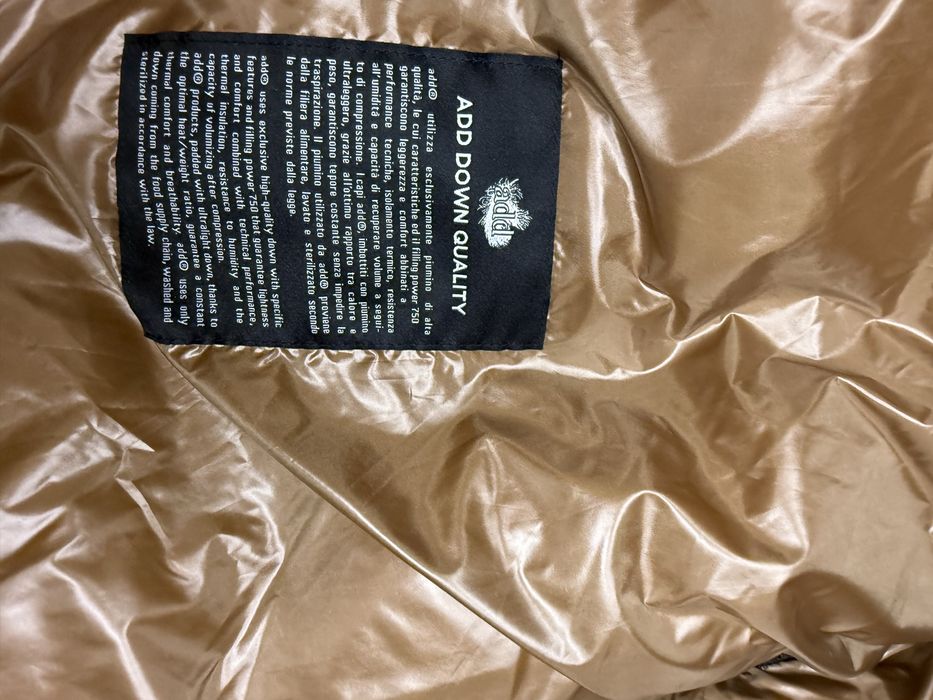 add
ADD DOWN QUALITY
add® utilizza esclusivamente piumino di alta
qualità, le cui caratteristiche ed il filling power 750
garantiscono leggerezza e comfort abbinati a
performance tecniche, isolamento termico, resistenza
all'umidità e capacità di recuperare volume a segui-
to di compressione. I capi add®, imbottiti con piumino
ultraleggero, grazie all'ottimo rapporto tra calore e
peso, garantiscono tepore costante senza impedire la
traspirazione. Il piumino utilizzato da add® proviene
dalla filiera alimentare, lavato e sterilizzato secondo
le norme previste dalla legge.
add® uses exclusive high-quality down with specific
features and filling power 750 that guarantee lightness
and comfort combined with technical performance,
thermal insulation, resistance to humidity and the
capacity of volumizing after compression.
add® products, padded with ultralight down, thanks to
the optimal heat/weight ratio, guarantee a constant
thermal comfort and breathability. add® uses only
down coming from the food supply chain, washed and
sterilized in accordance with the law.